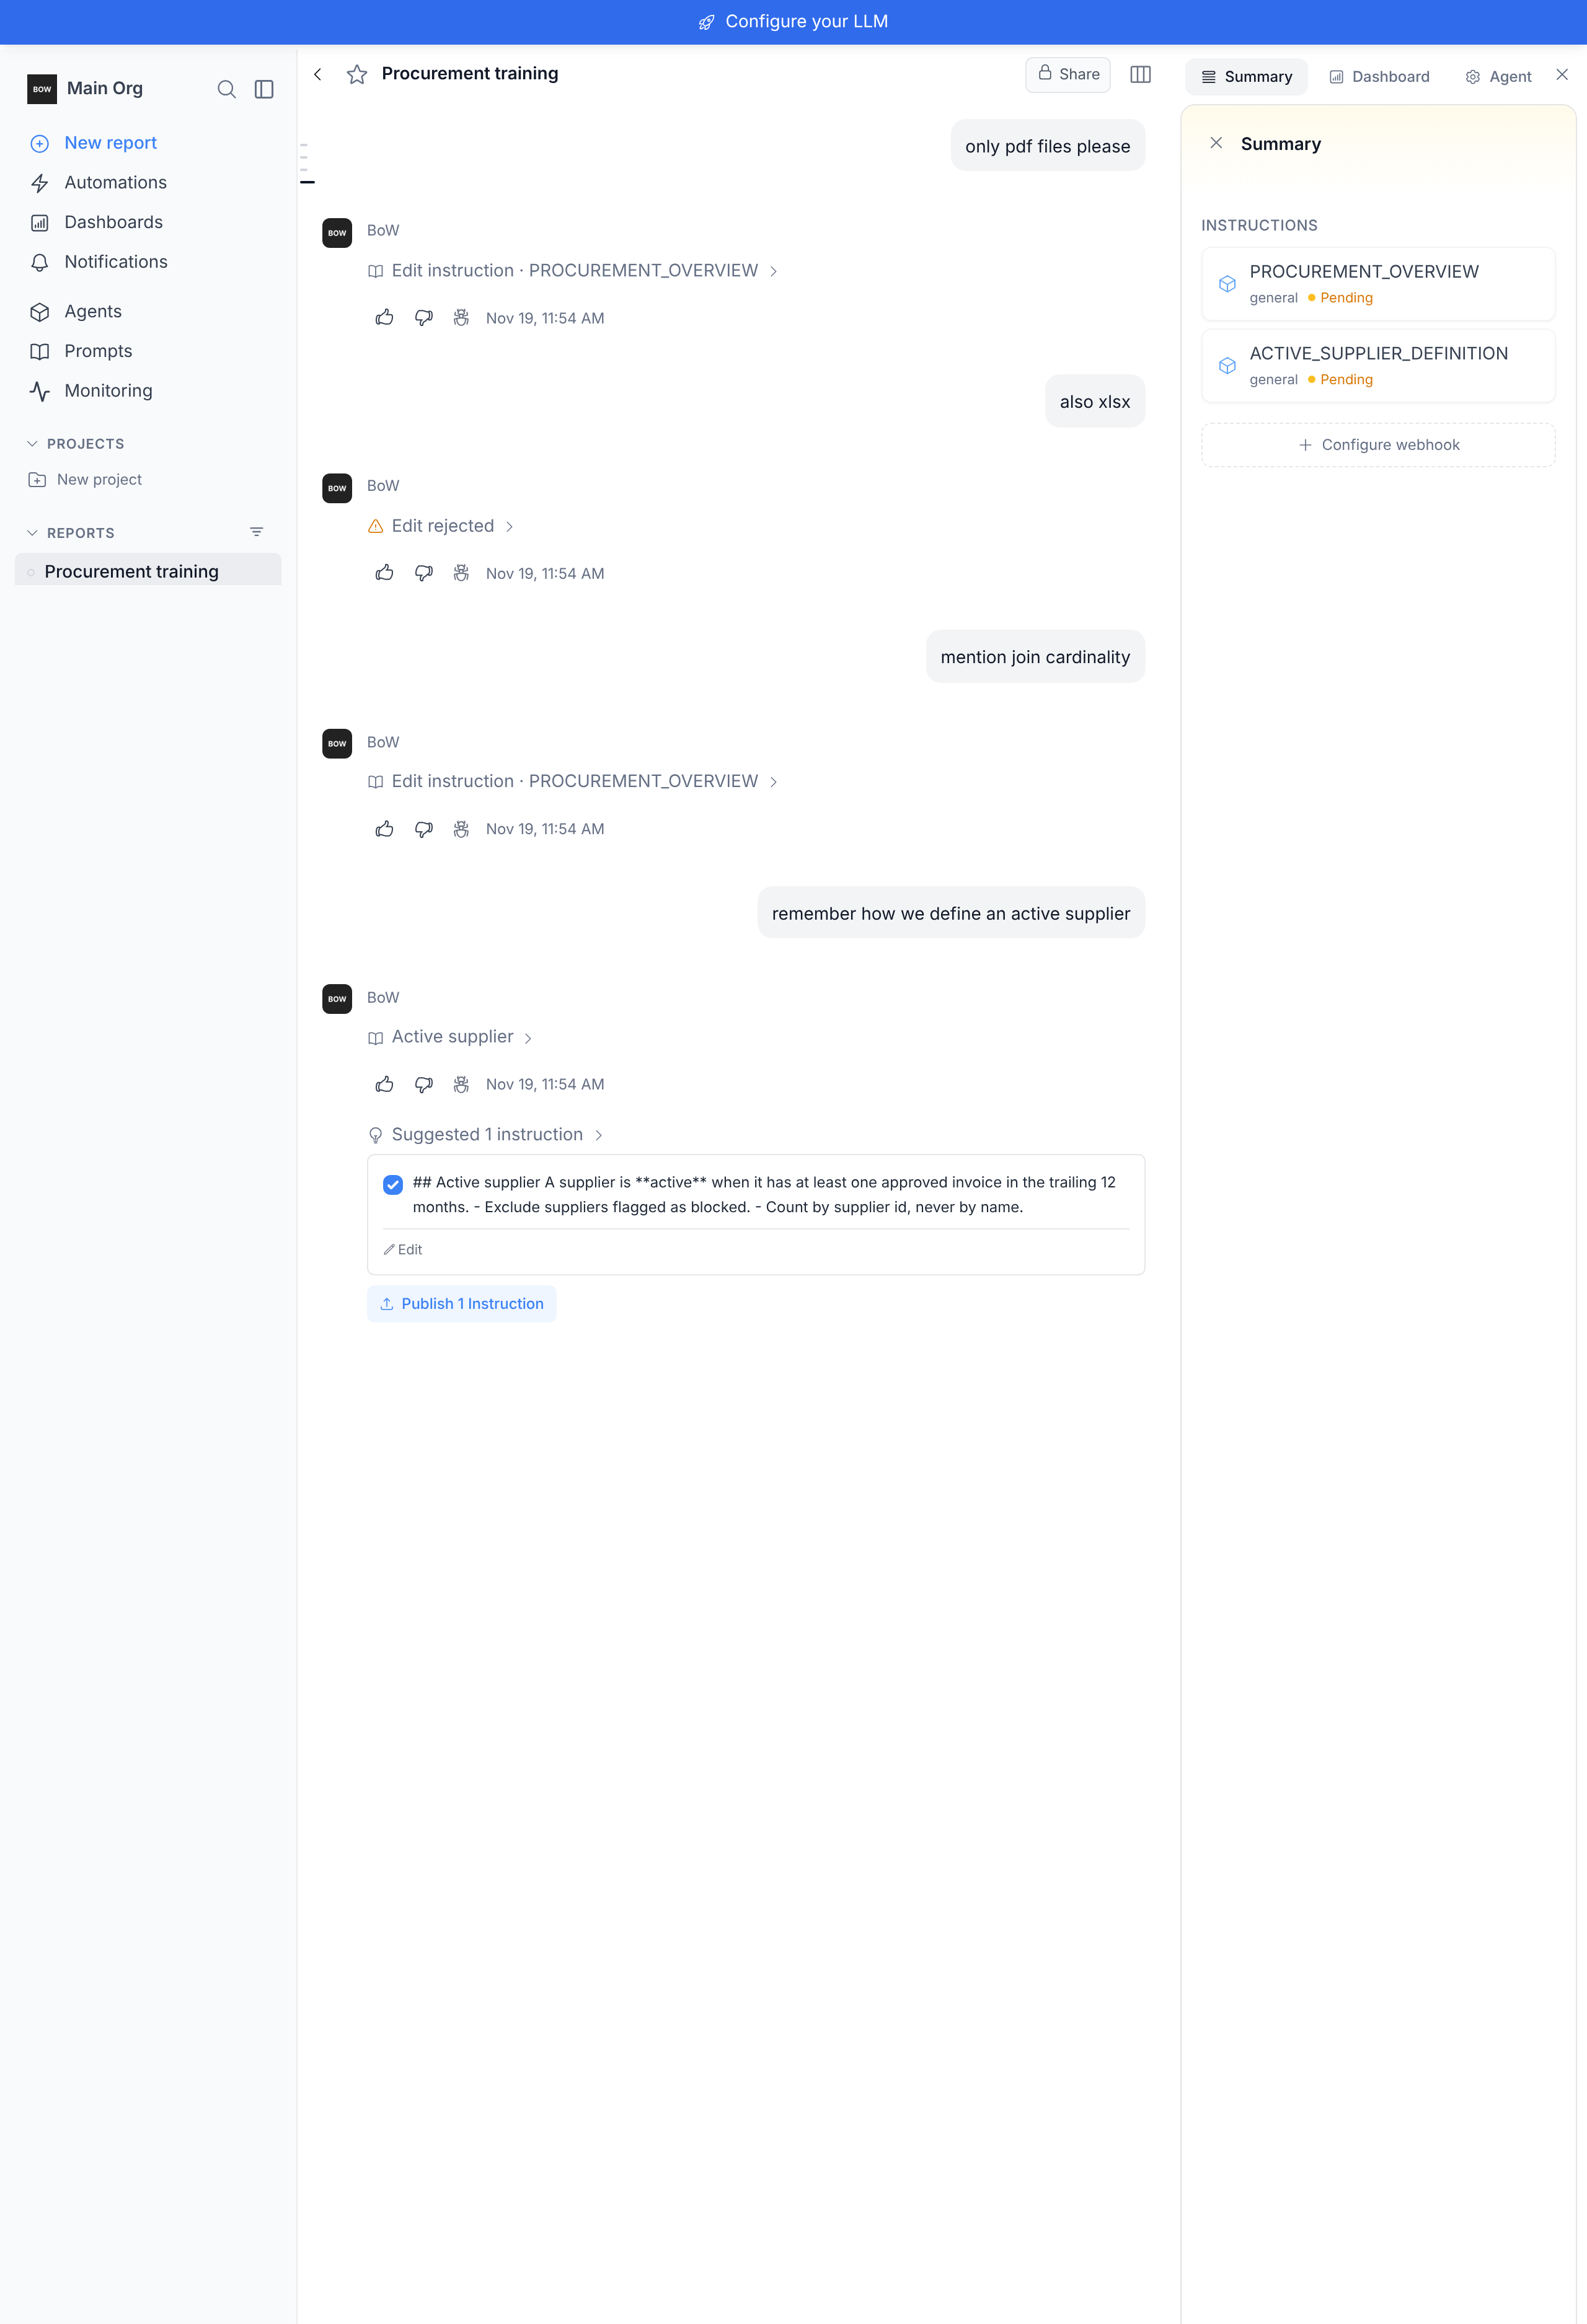 Configure your LLM
BOW
Main Org
New report
Automations
Dashboards
Notifications
Agents
Prompts
Monitoring
PROJECTS
New project
REPORTS
Procurement training
Procurement training
Share
only pdf files please
BOW
BoW
Edit instruction · PROCUREMENT_OVERVIEW
Nov 19, 11:54 AM
also xlsx
BOW
BoW
Edit rejected
Nov 19, 11:54 AM
mention join cardinality
BOW
BoW
Edit instruction · PROCUREMENT_OVERVIEW
Nov 19, 11:54 AM
remember how we define an active supplier
BOW
BoW
Active supplier
Nov 19, 11:54 AM
Suggested 1 instruction
## Active supplier A supplier is **active** when it has at least one approved invoice in the trailing 12
months. - Exclude suppliers flagged as blocked. - Count by supplier id, never by name.
Edit
Publish 1 Instruction
Summary
Dashboard
Agent
Summary
INSTRUCTIONS
PROCUREMENT_OVERVIEW
general Pending
ACTIVE_SUPPLIER_DEFINITION
general Pending
Configure webhook